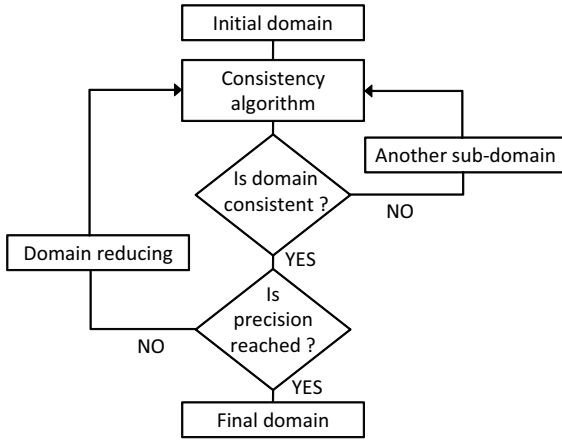 Initial domain
Consistency
algorithm
Another sub-domain
Is domain
consistent ?
NO
Domain reducing
YES
Is
precision
reached ?
NO
YES
Final domain